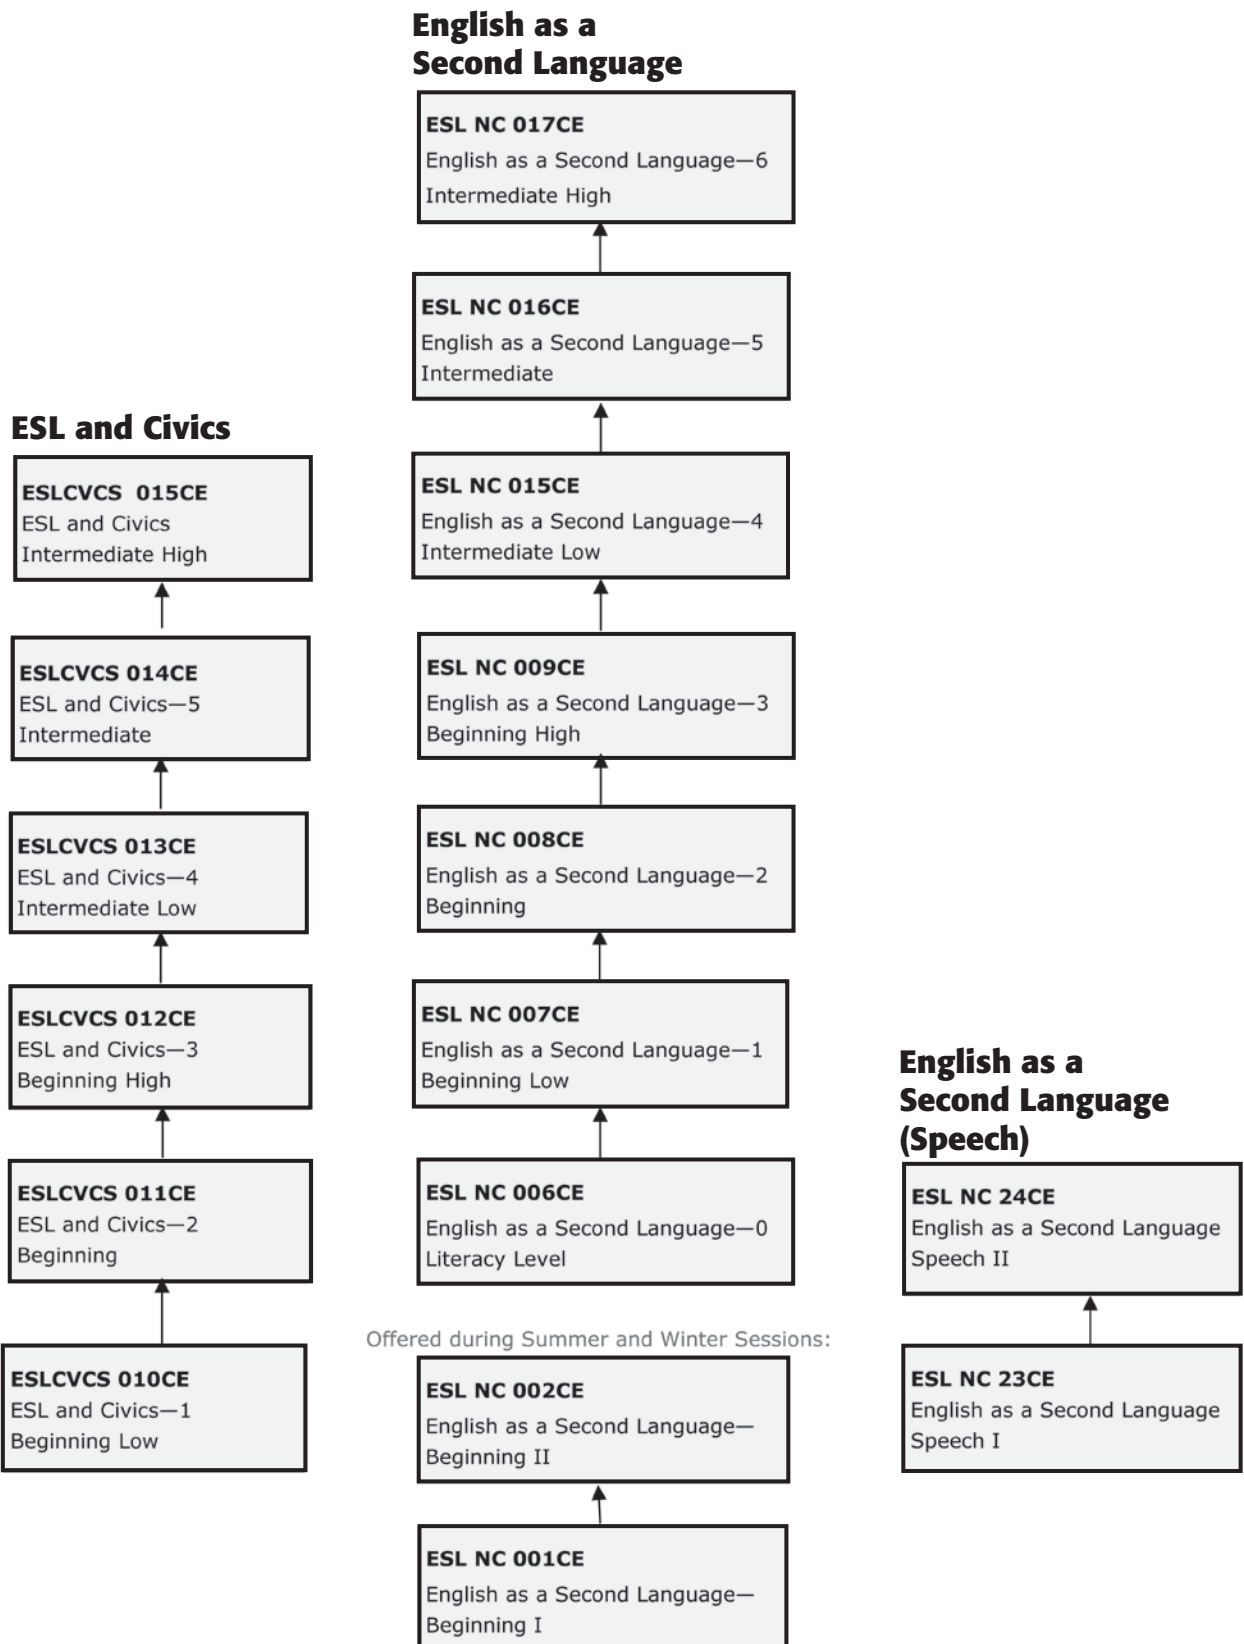 English as a
Second Language
ESL NC 017CE
English as a Second Language—6
Intermediate High
ESL NC 016CE
English as a Second Language—5
Intermediate
ESL NC 015CE
English as a Second Language—4
Intermediate Low
ESL NC 009CE
English as a Second Language—3
Beginning High
ESL NC 008CE
English as a Second Language—2
Beginning
ESL NC 007CE
English as a Second Language—1
Beginning Low
ESL NC 006CE
English as a Second Language—0
Literacy Level
Offered during Summer and Winter Sessions:
ESL NC 002CE
English as a Second Language—
Beginning II
ESL NC 001CE
English as a Second Language—
Beginning I
ESL and Civics
ESLCVCS  015CE
ESL and Civics
Intermediate High
ESLCVCS 014CE
ESL and Civics—5
Intermediate
ESLCVCS 013CE
ESL and Civics—4
Intermediate Low
ESLCVCS 012CE
ESL and Civics—3
Beginning High
ESLCVCS 011CE
ESL and Civics—2
Beginning
ESLCVCS 010CE
ESL and Civics—1
Beginning Low
English as a
Second Language
(Speech)
ESL NC 24CE
English as a Second Language
Speech II
ESL NC 23CE
English as a Second Language
Speech I